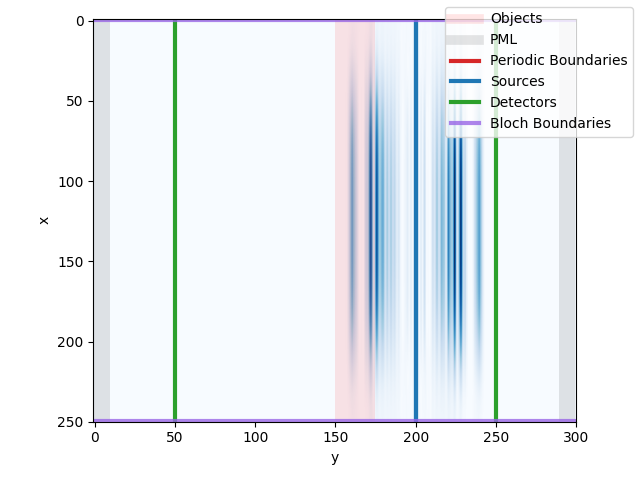 Objects
PML
Periodic Boundaries
Sources
Detectors
Bloch Boundaries
0
50
100
150
200
250
x
0
50
100
150
200
250
300
y